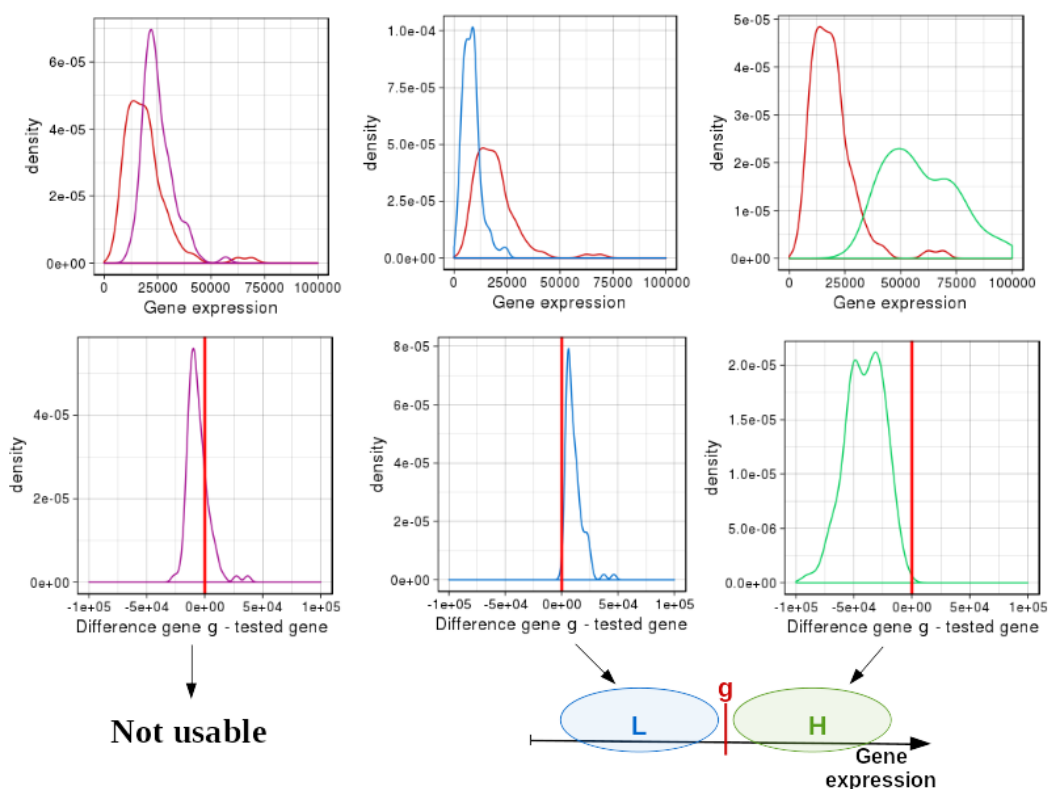 6e-05
4e-05
2e-05
0e+00
density
0
25000
50000
75000
100000
Gene expression
1.0e-04
7.5e-05
5.0e-05
2.5e-05
0.0e+00
density
0
25000
50000
75000
100000
Gene expression
5e-05
4e-05
3e-05
2e-05
1e-05
0e+00
density
0
25000
50000
75000
100000
Gene expression
4e-05
2e-05
0e+00
density
-1e+05
-5e+04
0e+00
5e+04
1e+05
Difference gene g - tested gene
8e-05
6e-05
4e-05
2e-05
0e+00
density
-1e+05
-5e+04
0e+00
5e+04
1e+05
Difference gene g - tested gene
2.0e-05
1.5e-05
1.0e-05
5.0e-06
0.0e+00
density
-1e+05
-5e+04
0e+00
5e+04
1e+05
Difference gene g - tested gene
Not usable
g
L
H
Gene
expression